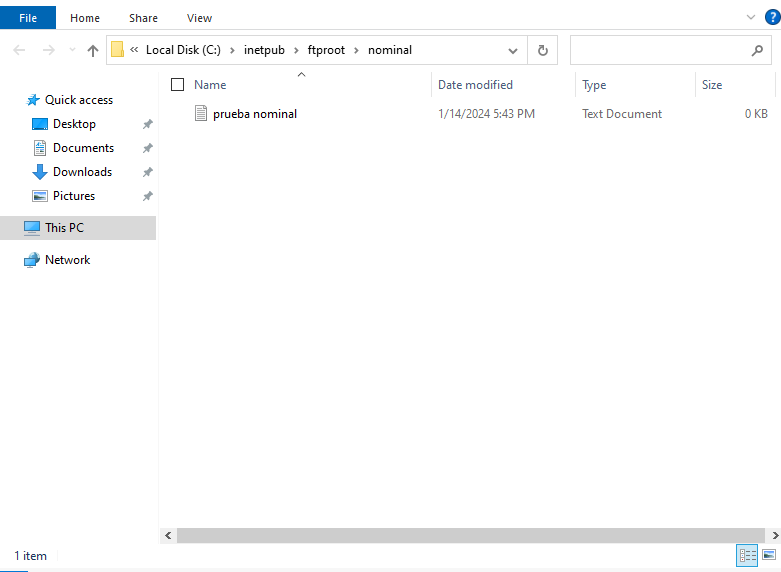 File Home Share View
« Local Disk (C:) > inetpub > ftproot > nominal
Name Date modified Type Size
prueba nominal 1/14/2024 5:43 PM Text Document 0 KB
Quick access
Desktop
Documents
Downloads
Pictures
This PC
Network
1 item